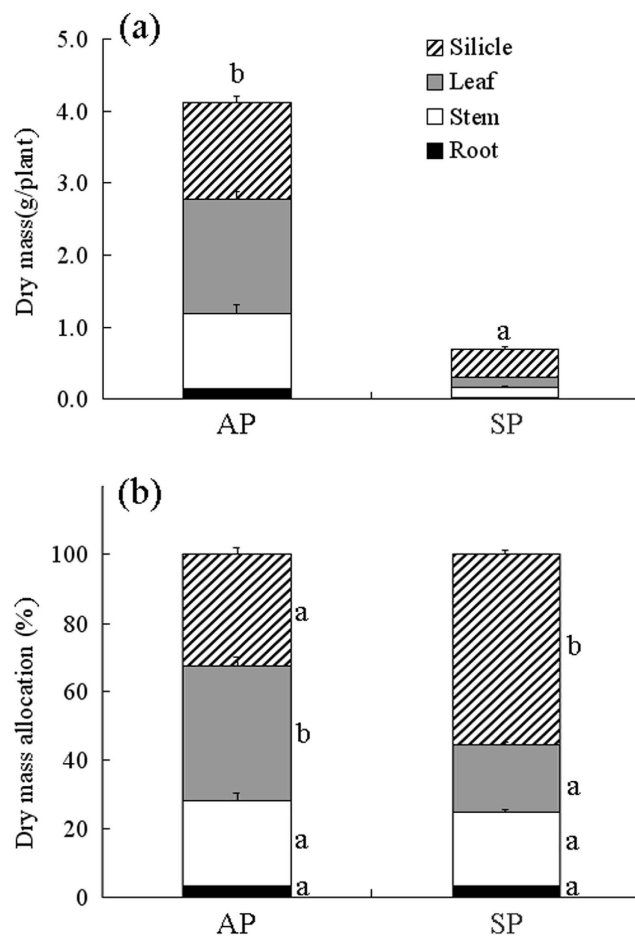 (a)
Dry mass(g/plant)
5.0
4.0
3.0
2.0
1.0
0.0
Silicle
Leaf
Stem
Root
b
a
AP
SP
(b)
Dry mass allocation (%)
100
80
60
40
20
0
a
b
a
a
b
a
a
a
AP
SP